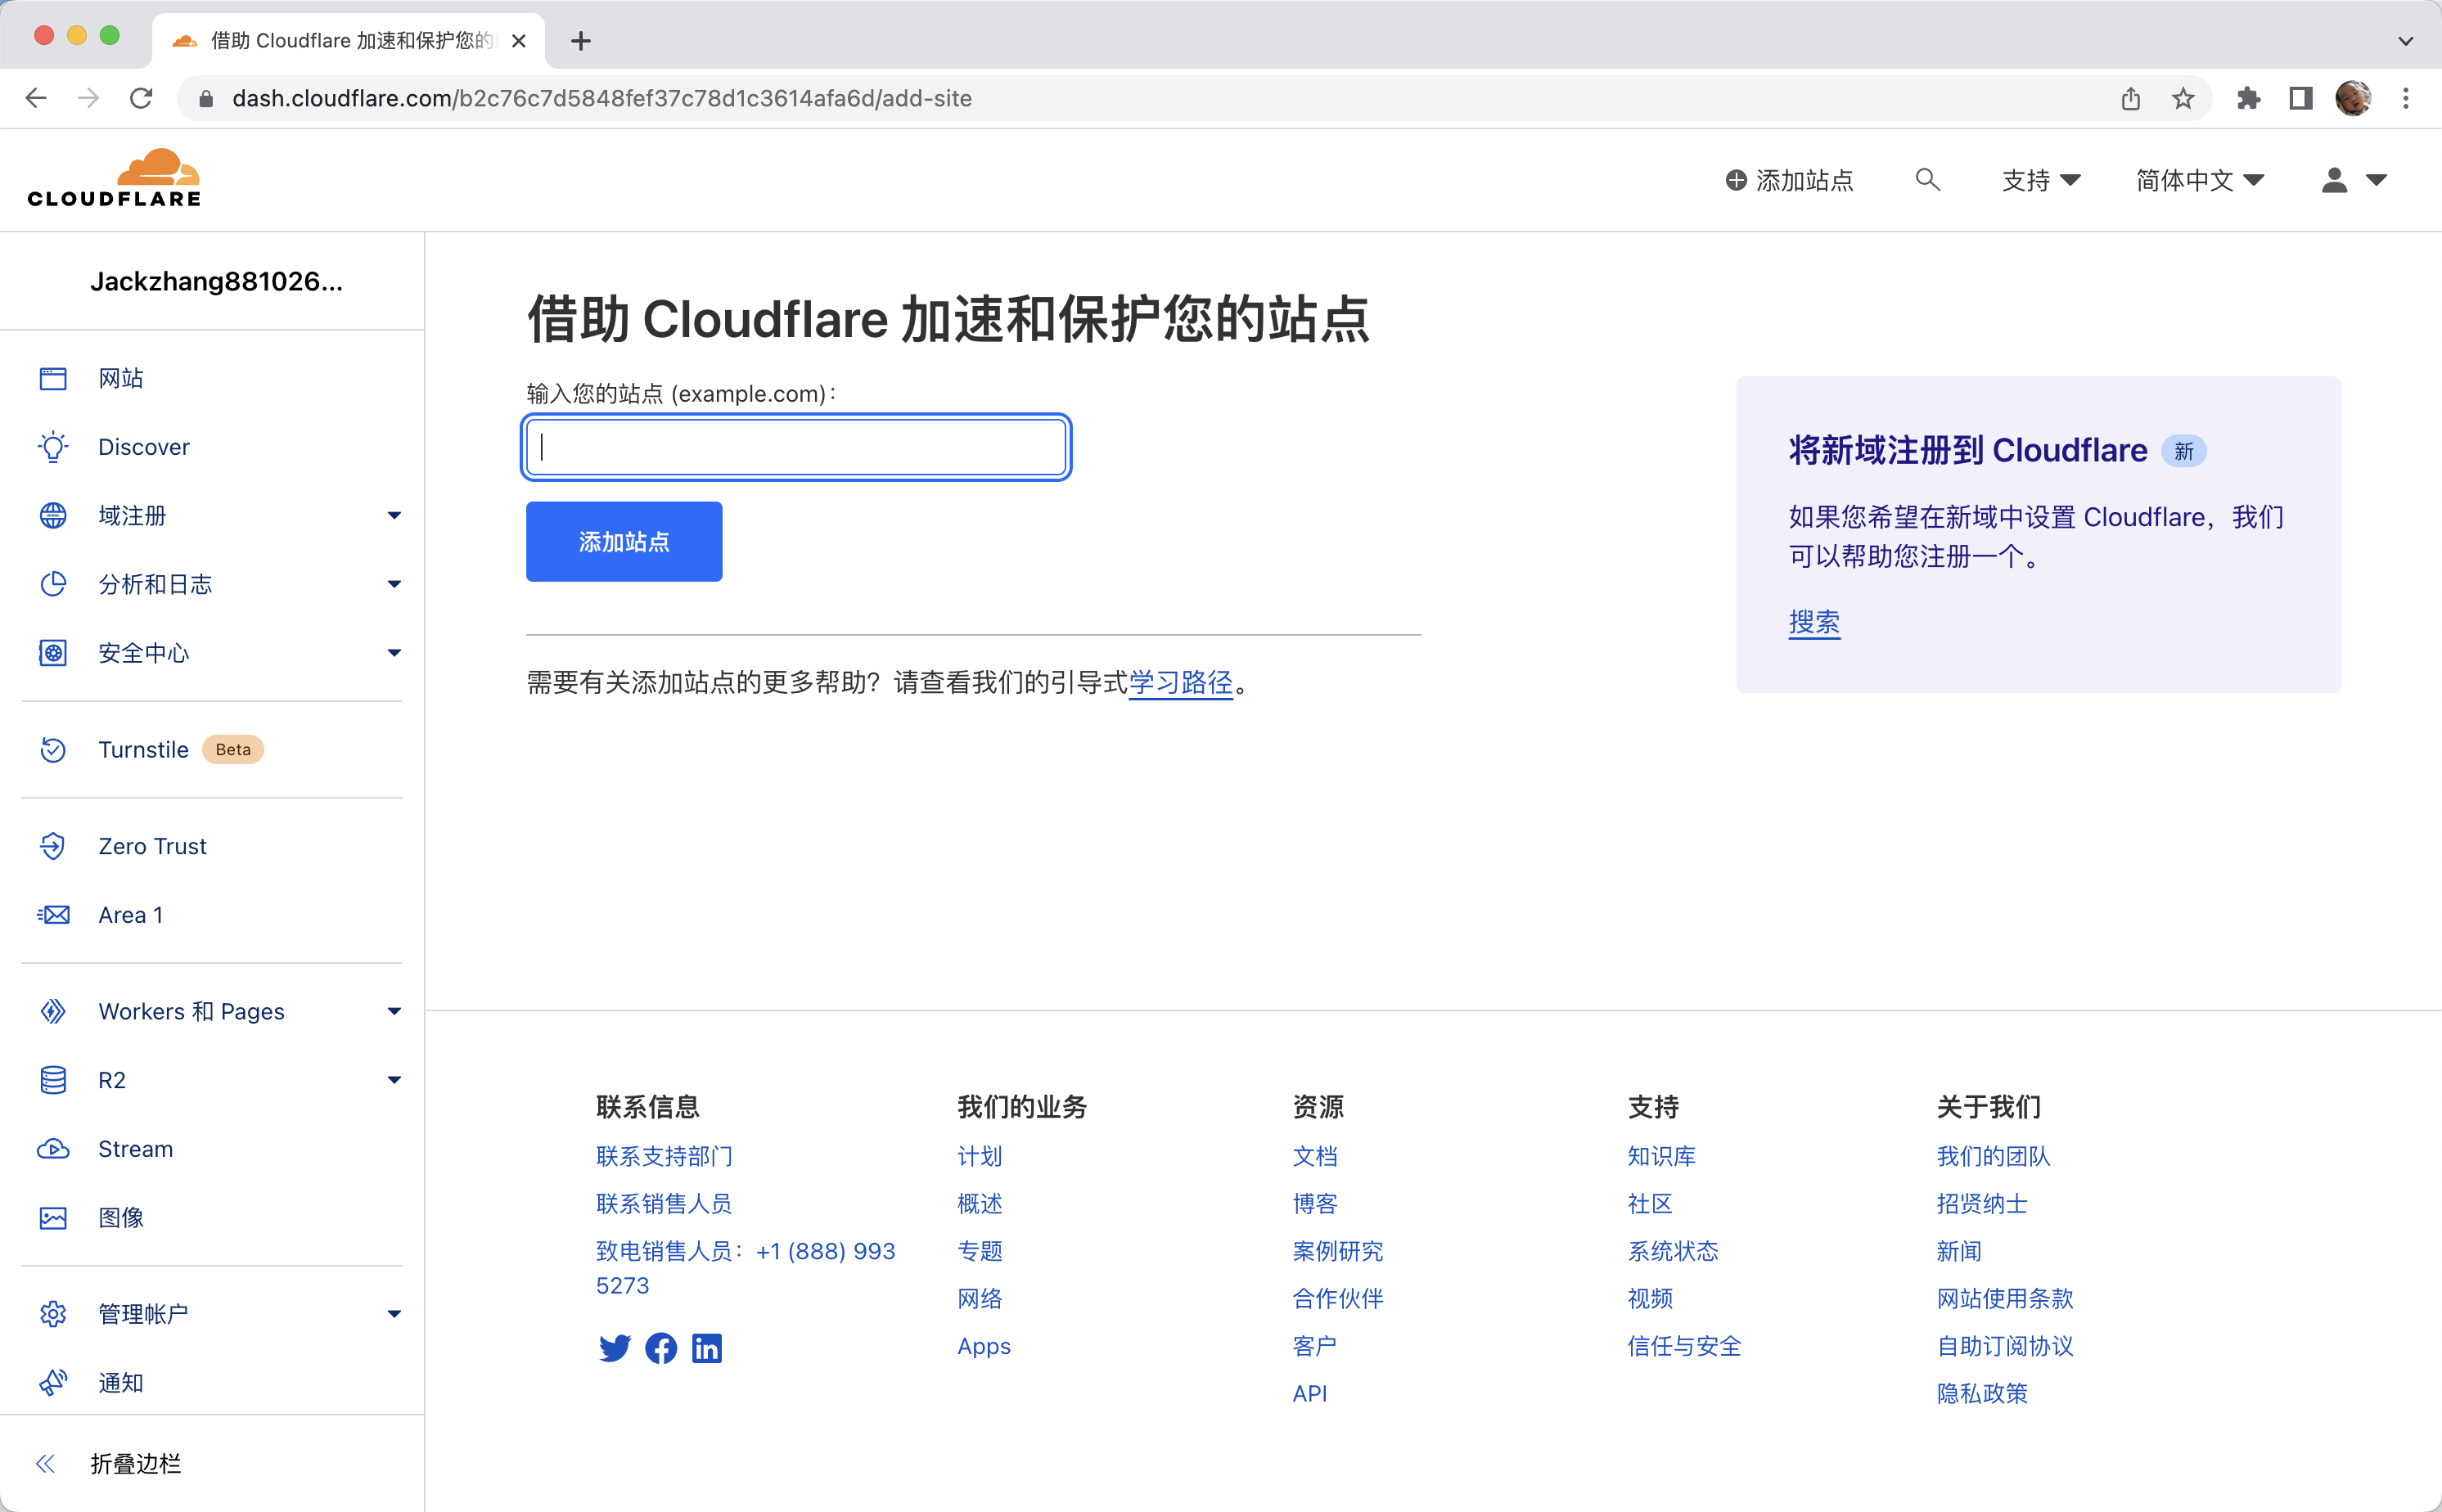 借助 Cloudflare 加速和保护您的
dash.cloudflare.com/b2c76c7d5848fef37c78d1c3614afa6d/add-site
CLOUDFLARE
添加站点
支持
简体中文
Jackzhang881026...
网站
Discover
域注册
分析和日志
安全中心
Turnstile Beta
Zero Trust
Area 1
Workers 和 Pages
R2
Stream
图像
管理帐户
通知
折叠边栏
借助 Cloudflare 加速和保护您的站点
输入您的站点 (example.com)：
添加站点
需要有关添加站点的更多帮助？请查看我们的引导式学习路径。
将新域注册到 Cloudflare 新
如果您希望在新域中设置 Cloudflare，我们
可以帮助您注册一个。
搜索
联系信息
联系支持部门
联系销售人员
致电销售人员：+1 (888) 993
5273
我们的业务
计划
概述
专题
网络
Apps
资源
文档
博客
案例研究
合作伙伴
客户
API
支持
知识库
社区
系统状态
视频
信任与安全
关于我们
我们的团队
招贤纳士
新闻
网站使用条款
自助订阅协议
隐私政策